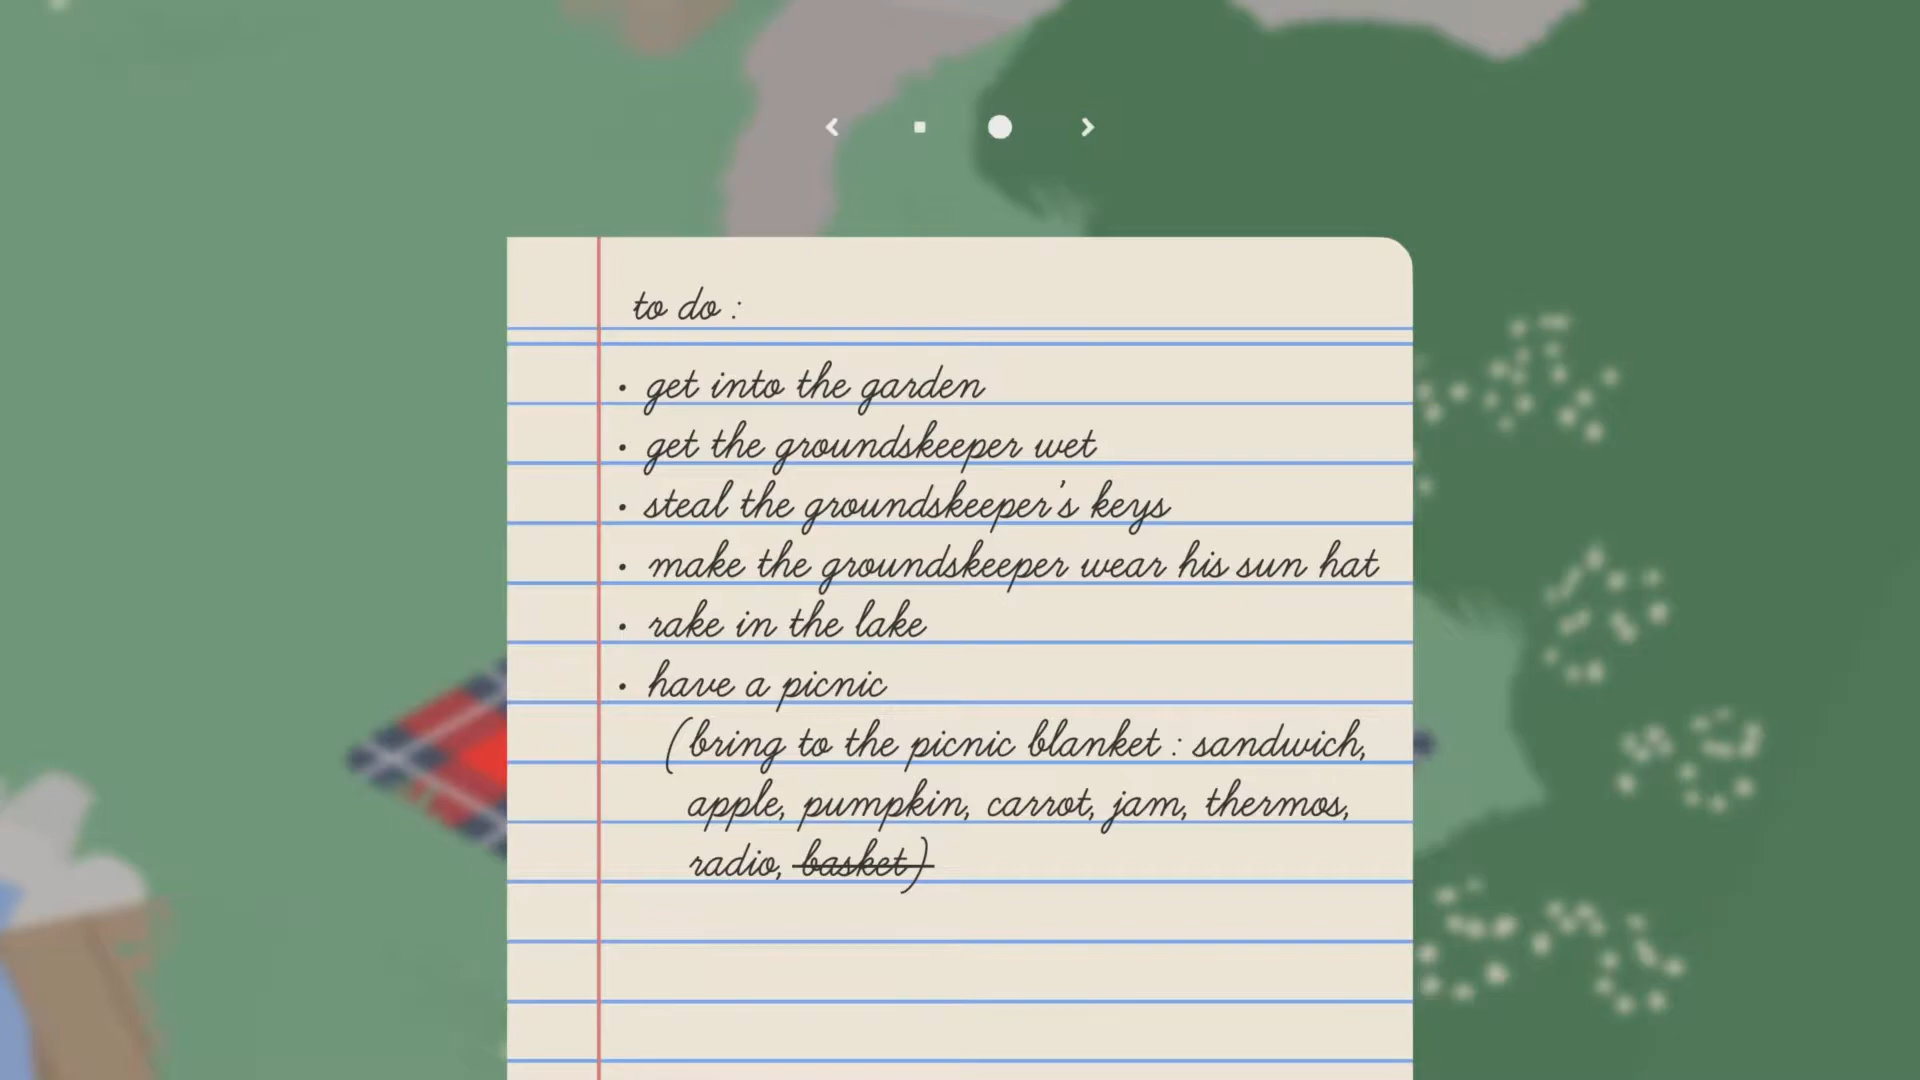 to do :
• get into the garden
• get the groundskeeper wet
• steal the groundskeeper's keys
• make the groundskeeper wear his sun hat
• rake in the lake
• have a picnic
(bring to the picnic blanket : sandwich,
apple, pumpkin, carrot, jam, thermos,
radio, basket)